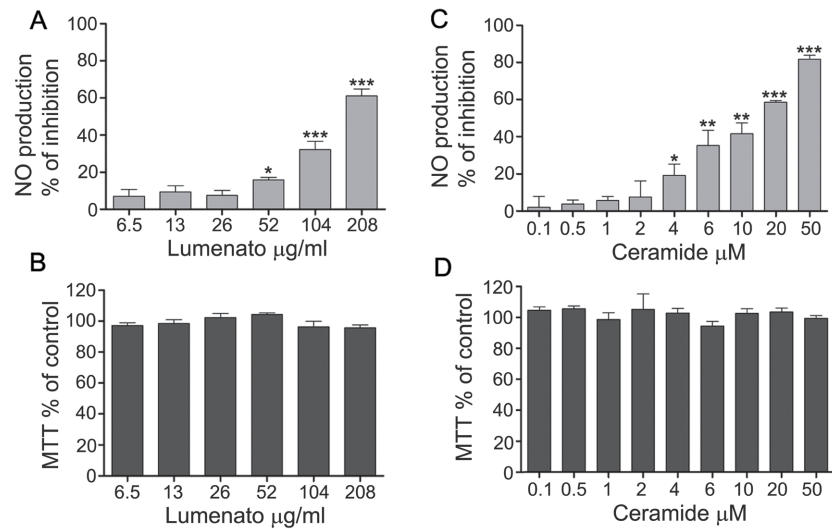 A
NO production
% of inhibition
100
80
60
40
20
0
*
***
***
6.5 13 26 52 104 208
Lumenato μg/ml
B
MTT % of control
120
100
80
60
40
20
0
6.5 13 26 52 104 208
Lumenato μg/ml
C
NO production
% of inhibition
100
80
60
40
20
0
*
**
**
***
***
0.1 0.5 1 2 4 6 10 20 50
Ceramide μM
D
MTT % of control
120
100
80
60
40
20
0
0.1 0.5 1 2 4 6 10 20 50
Ceramide μM